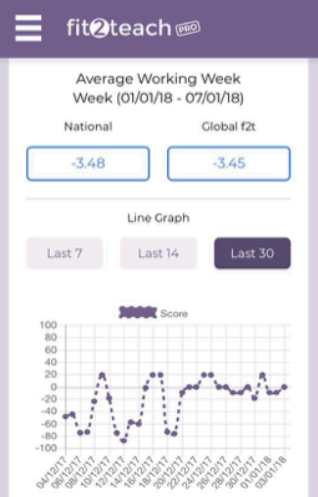 fit2teach PRO
Average Working Week
Week (01/01/18 - 07/01/18)
National Global f2t
-3.48 -3.45
Line Graph
Last 7 Last 14 Last 30
Score
100
80
60
40
20
0
-20
-40
-60
-80
-100
04/12/17 06/12/17 08/12/17 10/12/17 12/12/17 14/12/17 16/12/17 18/12/17 20/12/17 22/12/17 24/12/17 26/12/17 28/12/17 30/12/17 01/01/18 03/01/18